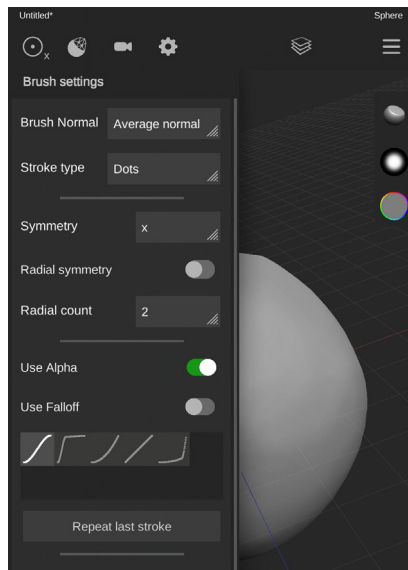 Untitled*
Sphere
x
Brush settings
Brush Normal
Average normal
Stroke type
Dots
Symmetry
x
Radial symmetry
Radial count
2
Use Alpha
Use Falloff
Repeat last stroke